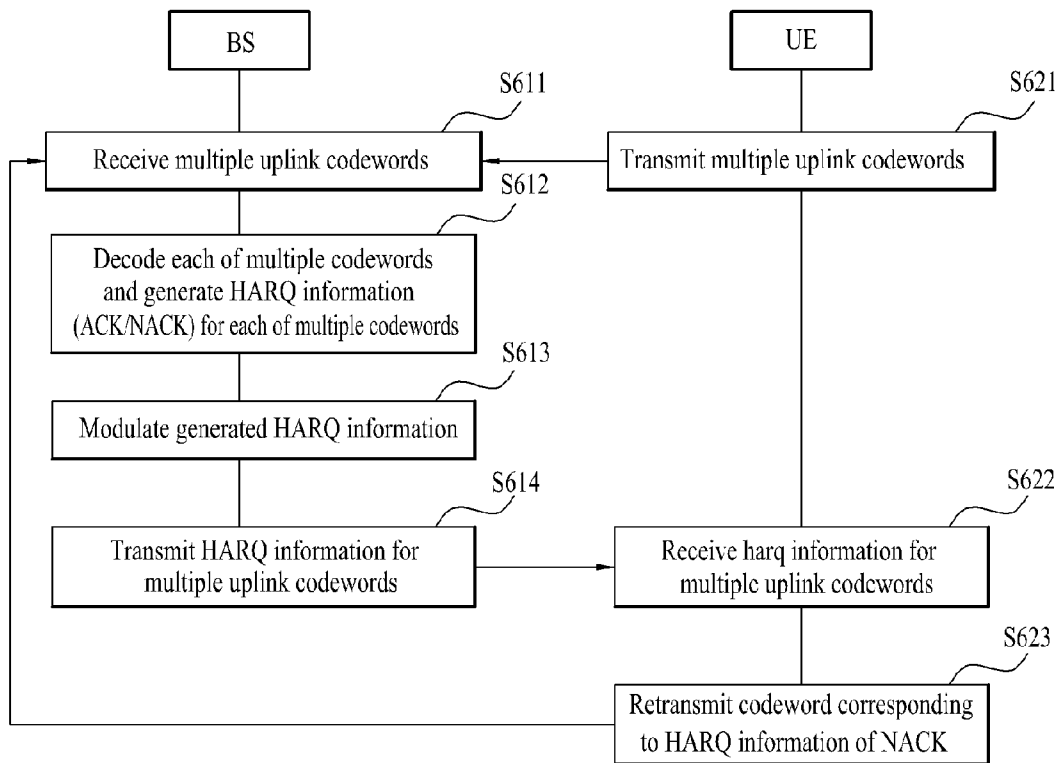 BS
UE
S611
S621
Receive multiple uplink codewords
Transmit multiple uplink codewords
S612
Decode each of multiple codewords
and generate HARQ information
(ACK/NACK) for each of multiple codwords
S613
Modulate generated HARQ information
S614
S622
Transmit HARQ information for
multiple uplink codewords
Receive harq information for
multiple uplink codewords
S623
Retransmit codeword corresponding
to HARQ information of NACK